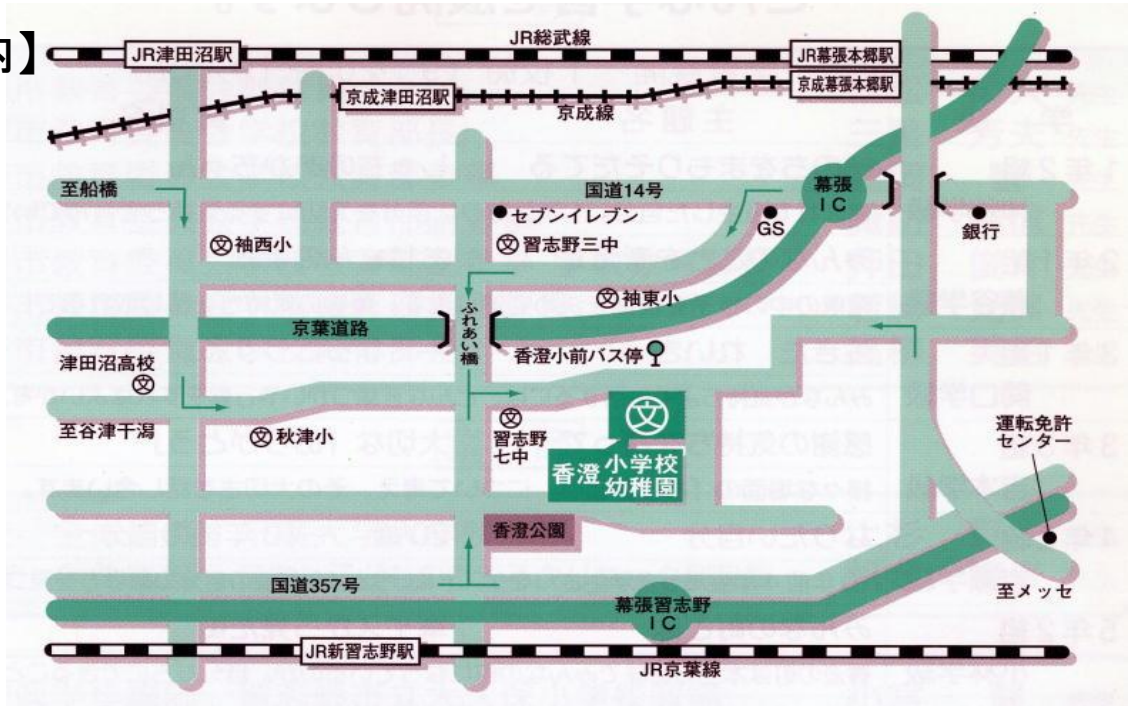 内】
JR総武線
JR津田沼駅
JR幕張本郷駅
京成津田沼駅
京成幕張本郷駅
京成線
至船橋
国道14号
幕張
IC
セブンイレブン
GS
銀行
文 袖西小
文 習志野三中
文 袖東小
ふれあい橋
京葉道路
香澄小前バス停
津田沼高校
文
至谷津干潟
文 秋津小
文
習志野
七中
文
香澄 小学校
幼稚園
運転免許
センター
香澄公園
国道357号
幕張習志野
IC
至メッセ
JR新習志野駅
JR京葉線